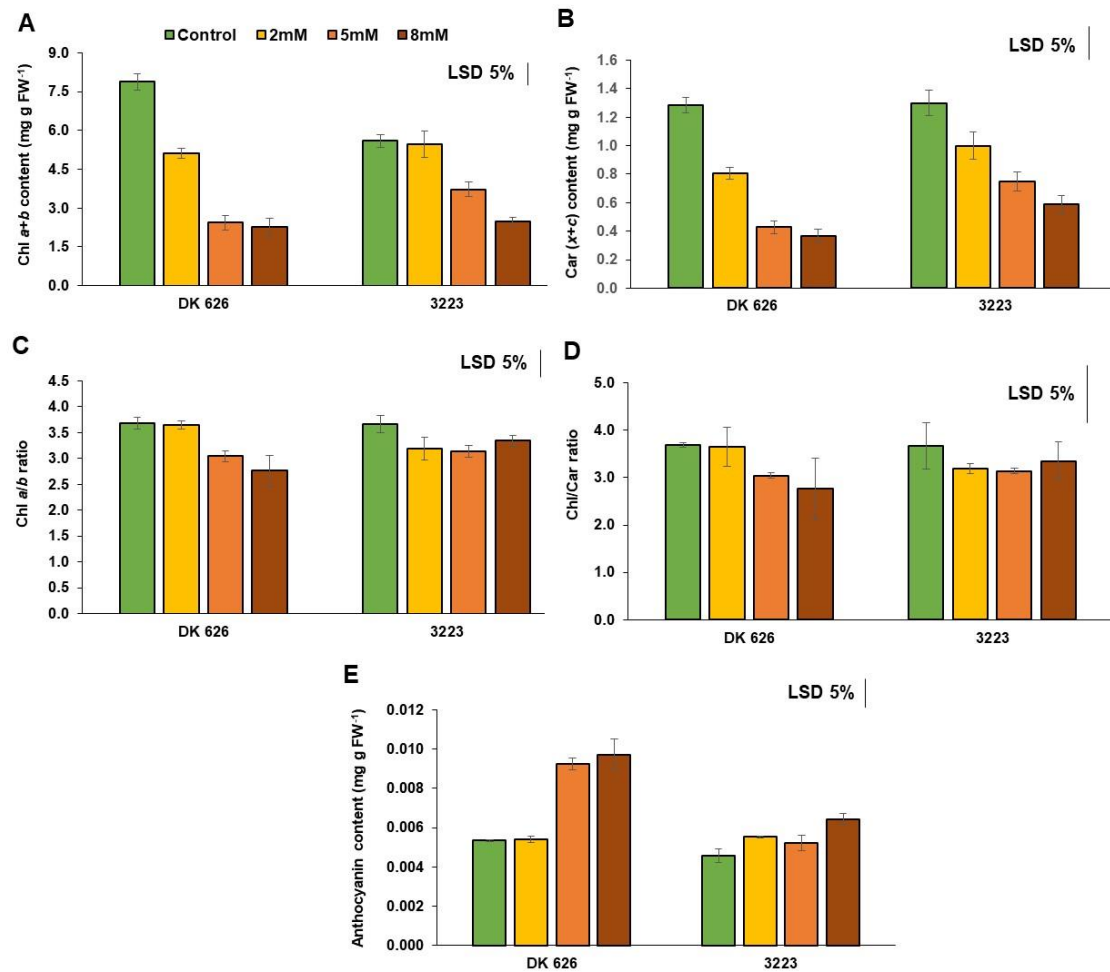 A
Control 2mM 5mM 8mM
LSD 5%
Chl a+b content (mg g FW-1)
9.0
7.5
6.0
4.5
3.0
1.5
0.0
DK 626 3223
B
LSD 5%
Car (x+c) content (mg g FW-1)
1.6
1.4
1.2
1.0
0.8
0.6
0.4
0.2
0.0
DK 626 3223
C
LSD 5%
Chl a/b ratio
4.5
4.0
3.5
3.0
2.5
2.0
1.5
1.0
0.5
0.0
DK 626 3223
D
LSD 5%
Chl/Car ratio
5.0
4.0
3.0
2.0
1.0
0.0
DK 626 3223
E
LSD 5%
Anthocyanin content (mg g FW-1)
0.012
0.010
0.008
0.006
0.004
0.002
0.000
DK 626 3223